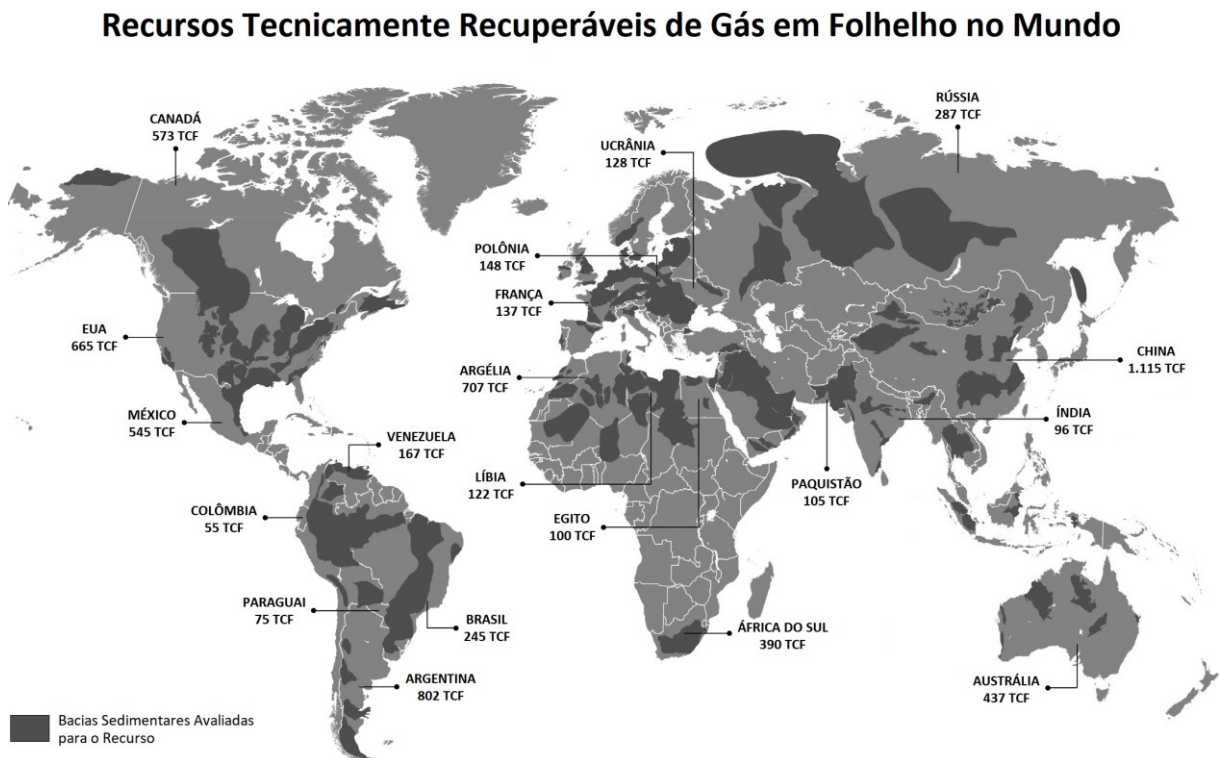 Recursos Tecnicamente Recuperáveis de Gás em Folhelho no Mundo
CANADÁ
573 TCF
RÚSSIA
287 TCF
UCRÂNIA
128 TCF
POLÔNIA
148 TCF
FRANÇA
137 TCF
EUA
665 TCF
CHINA
1.115 TCF
ARGÉLIA
707 TCF
MÉXICO
545 TCF
ÍNDIA
96 TCF
VENEZUELA
167 TCF
LÍBIA
122 TCF
PAQUISTÃO
105 TCF
COLÔMBIA
55 TCF
EGITO
100 TCF
PARAGUAI
75 TCF
BRASIL
245 TCF
ÁFRICA DO SUL
390 TCF
ARGENTINA
802 TCF
AUSTRÁLIA
437 TCF
Bacias Sedimentares Avaliadas
para o Recurso